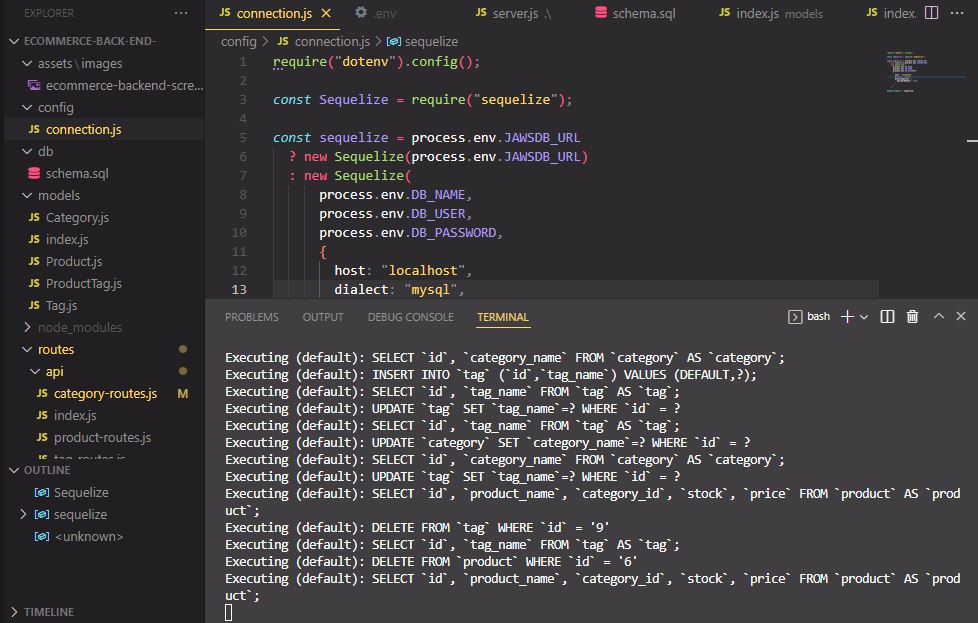 EXPLORER ...
ECOMMERCE-BACK-END-
assets\images
ecommerce-backend-scre...
config
JS connection.js
db
schema.sql
models
JS Category.js
JS index.js
JS Product.js
JS ProductTag.js
JS Tag.js
node_modules
routes
api
JS category-routes.js M
JS index.js
JS product-routes.js
JS tag-routes.js
OUTLINE
Sequelize
sequelize
<unknown>
TIMELINE
JS connection.js .env JS server.js .\ schema.sql JS index.js models JS index. ...
config > JS connection.js > sequelize
1 require("dotenv").config();
2
3 const Sequelize = require("sequelize");
4
5 const sequelize = process.env.JAWSDB_URL
6 ? new Sequelize(process.env.JAWSDB_URL)
7 : new Sequelize(
8 process.env.DB_NAME,
9 process.env.DB_USER,
10 process.env.DB_PASSWORD,
11 {
12 host: "localhost",
13 dialect: "mysql",
PROBLEMS OUTPUT DEBUG CONSOLE TERMINAL bash
Executing (default): SELECT `id`, `category_name` FROM `category` AS `category`;
Executing (default): INSERT INTO `tag` (`id`,`tag_name`) VALUES (DEFAULT,?);
Executing (default): SELECT `id`, `tag_name` FROM `tag` AS `tag`;
Executing (default): UPDATE `tag` SET `tag_name`=? WHERE `id` = ?
Executing (default): SELECT `id`, `tag_name` FROM `tag` AS `tag`;
Executing (default): UPDATE `category` SET `category_name`=? WHERE `id` = ?
Executing (default): SELECT `id`, `category_name` FROM `category` AS `category`;
Executing (default): UPDATE `tag` SET `tag_name`=? WHERE `id` = ?
Executing (default): SELECT `id`, `product_name`, `category_id`, `stock`, `price` FROM `product` AS `prod
uct`;
Executing (default): DELETE FROM `tag` WHERE `id` = '9'
Executing (default): SELECT `id`, `tag_name` FROM `tag` AS `tag`;
Executing (default): DELETE FROM `product` WHERE `id` = '6'
Executing (default): SELECT `id`, `product_name`, `category_id`, `stock`, `price` FROM `product` AS `prod
uct`;